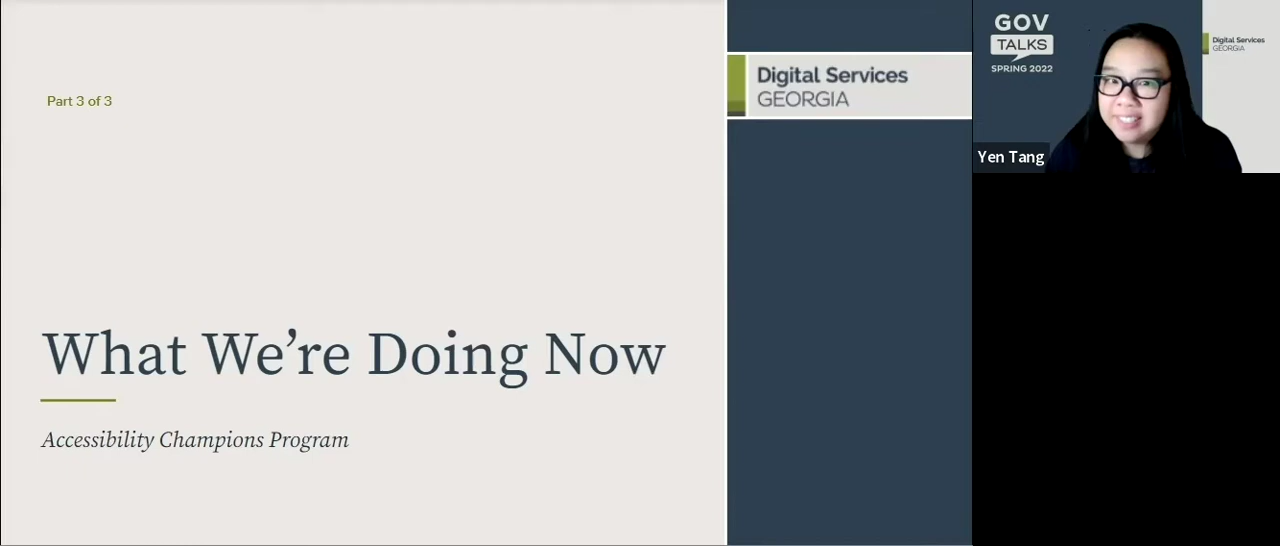 Part 3 of 3
What We’re Doing Now
Accessibility Champions Program
Digital Services
GEORGIA
GOV
TALKS
SPRING 2022
Digital Services
GEORGIA
Yen Tang